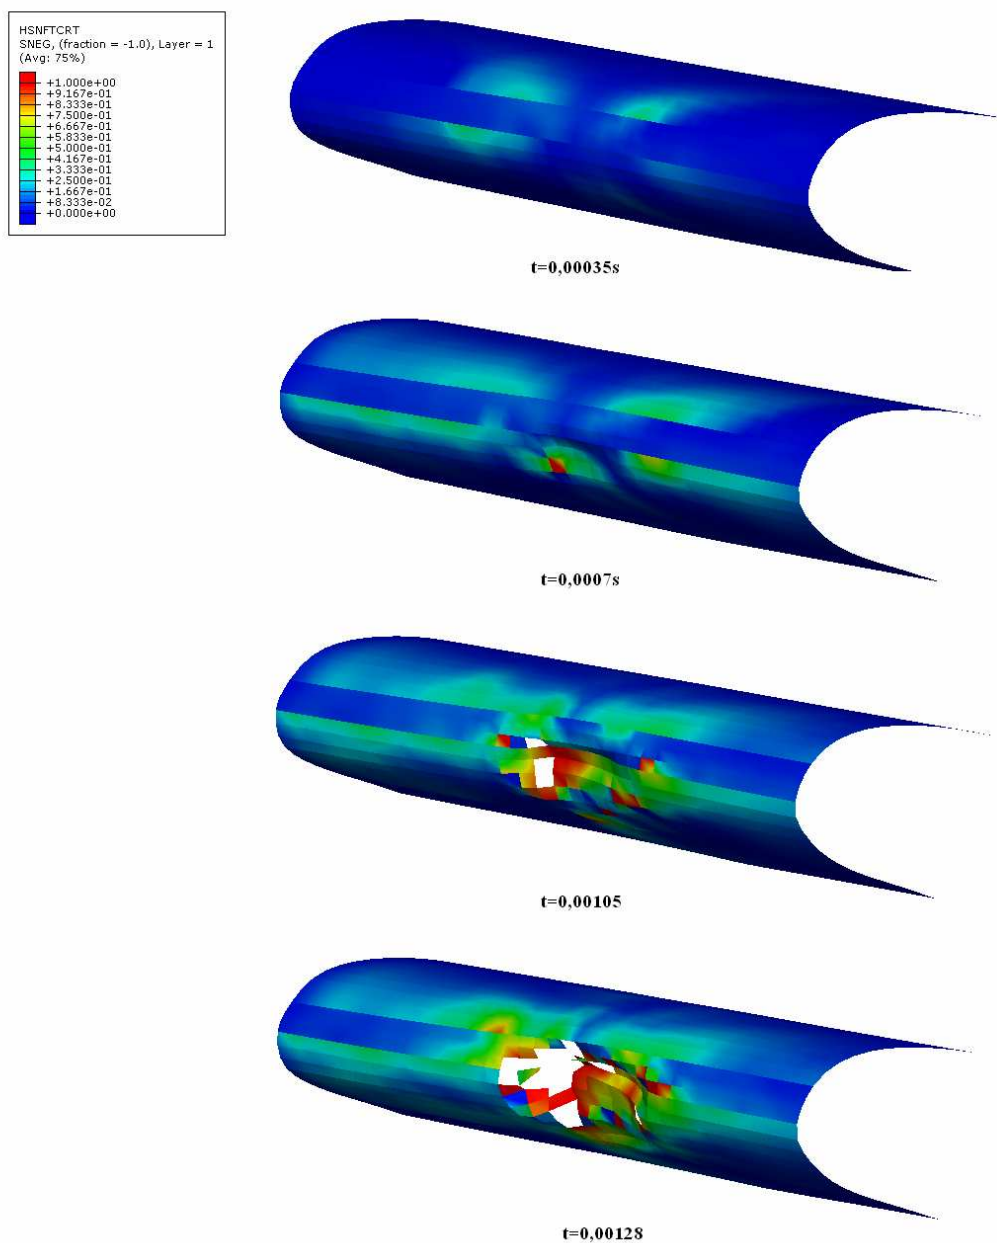 HSNFTCRT
SNEG, (fraction = -1.0), Layer = 1
(Avg: 75%)
+1.000e+00
+9.167e-01
+8.333e-01
+7.500e-01
+6.667e-01
+5.833e-01
+5.000e-01
+4.167e-01
+3.333e-01
+2.500e-01
+1.667e-01
+8.333e-02
+0.000e+00
t=0,00035s
t=0,0007s
t=0,00105
t=0,00128